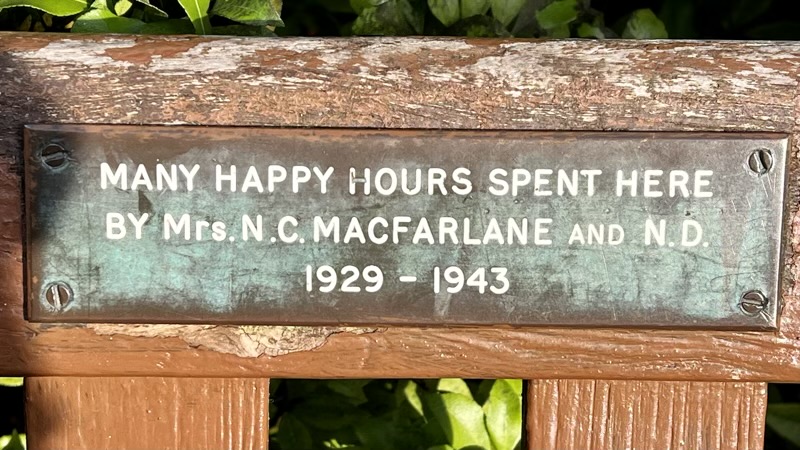 MANY HAPPY HOURS SPENT HERE
BY Mrs. N.C. MACFARLANE AND N.D.
1929 - 1943